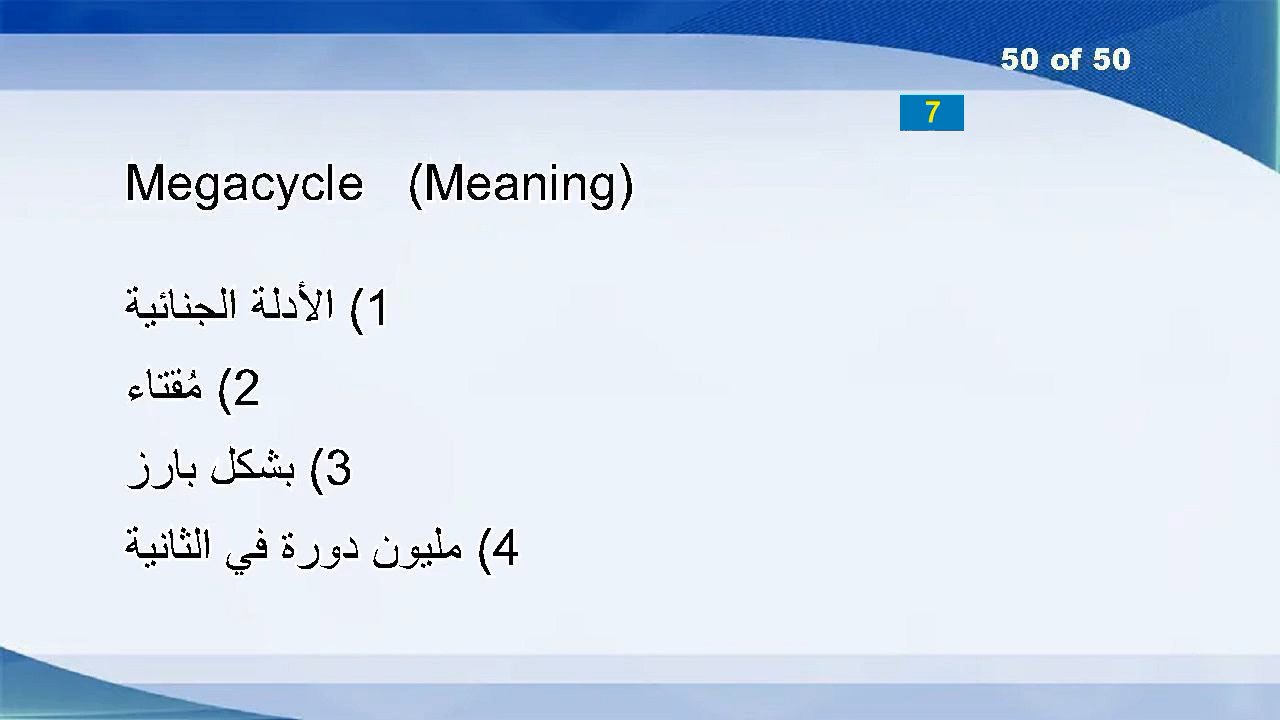 50 of 50
7
Megacycle (Meaning)
1) الأدلة الجنائية
2) مُقتاء
3) بشكل بارز
4) مليون دورة في الثانية